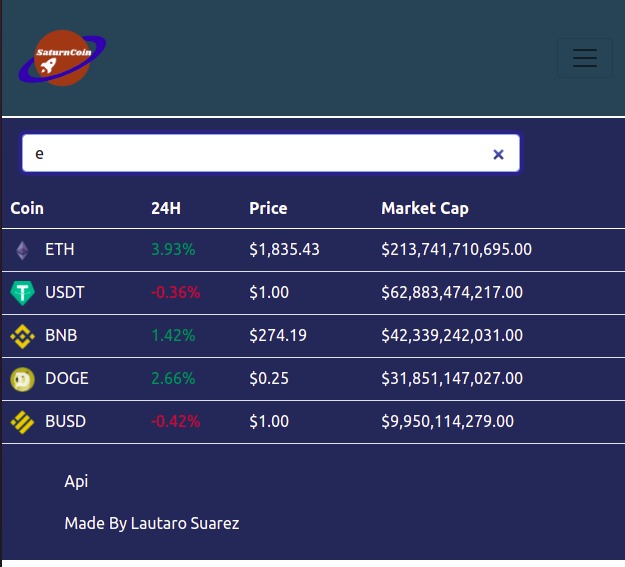 SaturnCoin
e ×
Coin 24H Price Market Cap
ETH 3.93% $1,835.43 $213,741,710,695.00
USDT -0.36% $1.00 $62,883,474,217.00
BNB 1.42% $274.19 $42,339,242,031.00
DOGE 2.66% $0.25 $31,851,147,027.00
BUSD -0.42% $1.00 $9,950,114,279.00
Api
Made By Lautaro Suarez